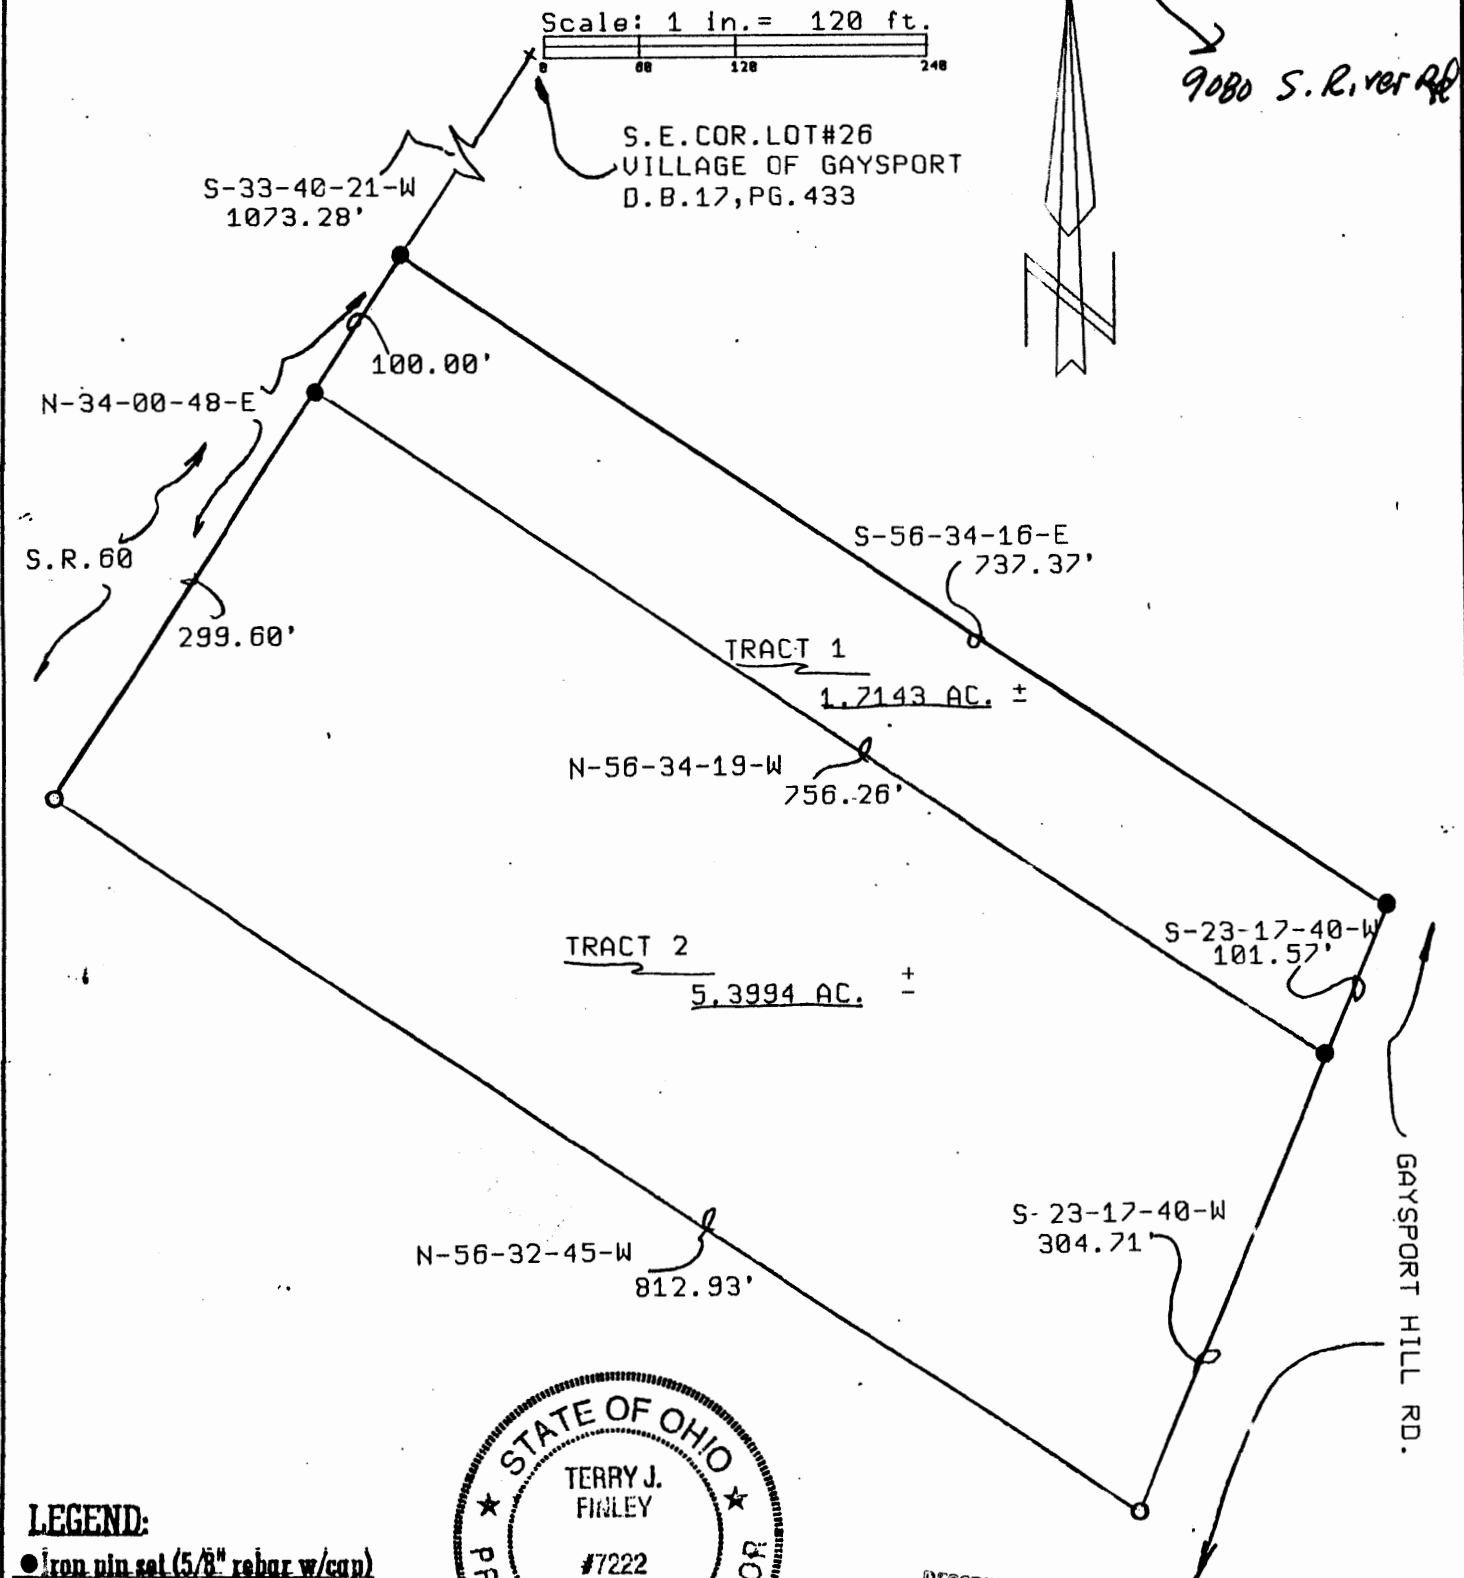 Scale: 1 in.= 120 ft.
0 60 120 240
9080 S. River Rd
S.E.COR.LOT#26
VILLAGE OF GAYSPORT
D.B.17,PG.433
S-33-40-21-W
1073.28'
100.00'
N-34-00-48-E
S.R.60
299.60'
S-56-34-16-E
737.37'
TRACT 1
1.7143 AC. ±
N-56-34-19-W
756.26'
S-23-17-40-W
101.57'
TRACT 2
5.3994 AC. ±
GAYSPORT HILL RD.
S-23-17-40-W
304.71'
N-56-32-45-W
812.93'
STATE OF OHIO
TERRY J.
FINLEY
#7222
LEGEND:
● Iron pin set (5/8" rebar w/cap)